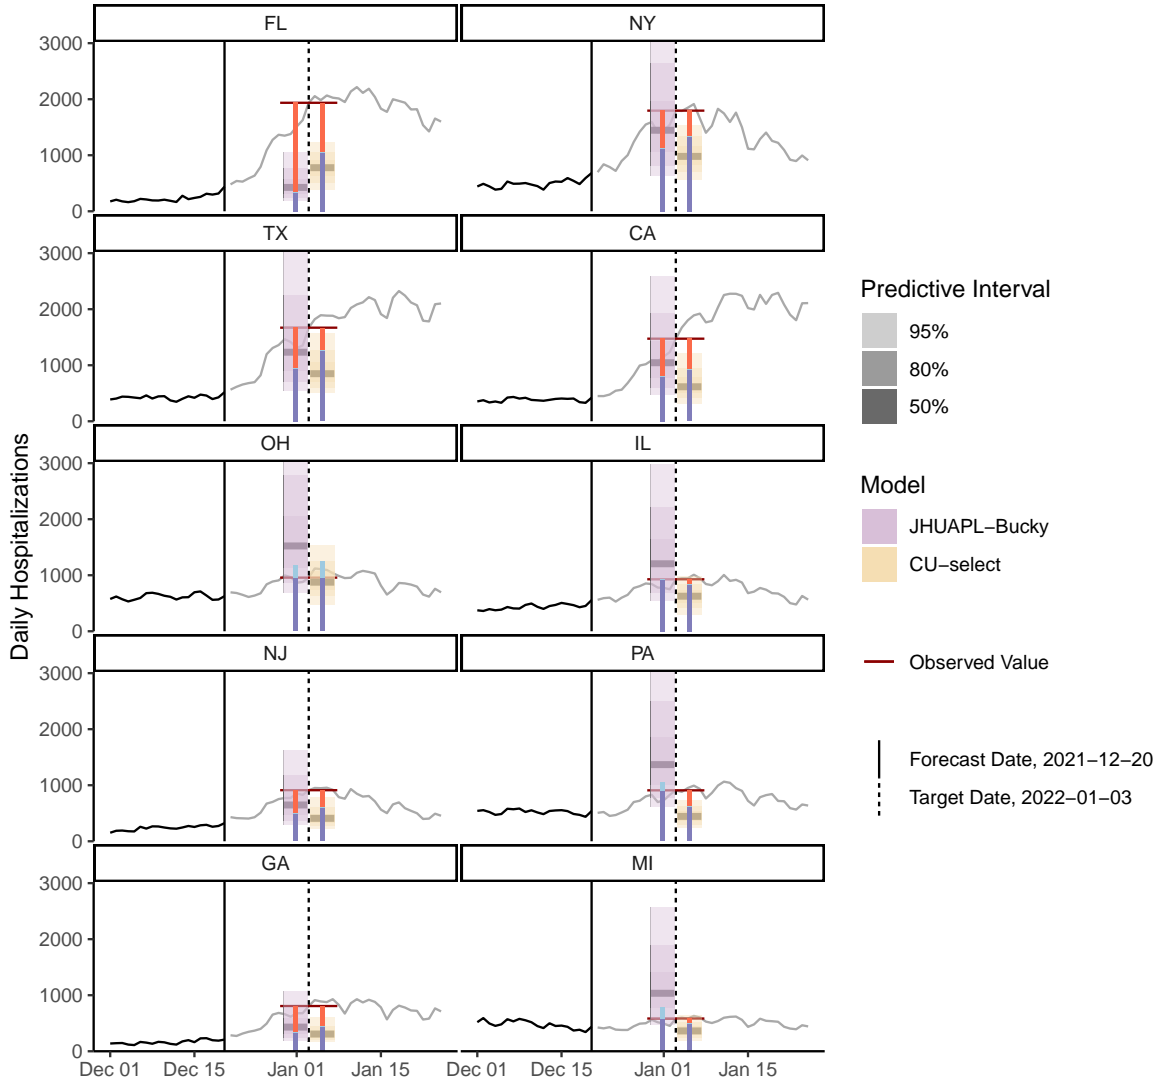 FL
NY
3000
2000
1000
0
TX
CA
3000
2000
1000
0
OH
IL
3000
2000
1000
0
NJ
PA
3000
2000
1000
0
GA
MI
3000
2000
1000
0
Dec 01
Dec 15
Jan 01
Jan 15
Dec 01
Dec 15
Jan 01
Jan 15
Daily Hospitalizations
Predictive Interval
95%
80%
50%
Model
JHUAPL−Bucky
CU−select
Observed Value
Forecast Date, 2021−12−20
Target Date, 2022−01−03